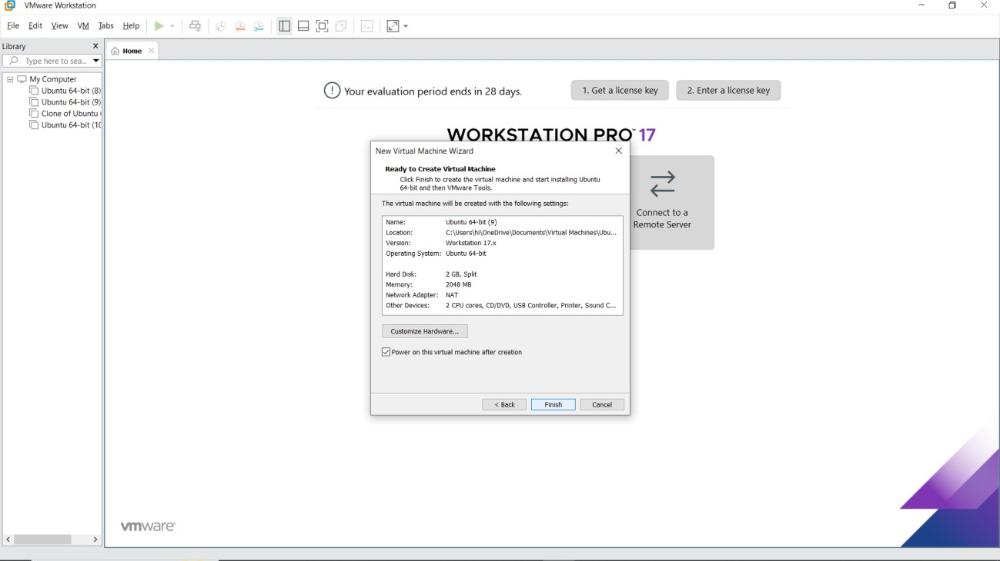 VMware Workstation
File Edit View VM Tabs Help
Library X
Type here to sea...
My Computer
Ubuntu 64-bit (8)
Ubuntu 64-bit (9)
Clone of Ubuntu
Ubuntu 64-bit (10
Home
! Your evaluation period ends in 28 days. 1. Get a license key 2. Enter a license key
WORKSTATION PRO™ 17
New Virtual Machine Wizard
Ready to Create Virtual Machine
Click Finish to create the virtual machine and start installing Ubuntu
64-bit and then VMware Tools.
The virtual machine will be created with the following settings:
Name: Ubuntu 64-bit (9)
Location: C:\Users\hi\OneDrive\Documents\Virtual Machines\Ubu...
Version: Workstation 17.x
Operating System: Ubuntu 64-bit
Hard Disk: 2 GB, Split
Memory: 2048 MB
Network Adapter: NAT
Other Devices: 2 CPU cores, CD/DVD, USB Controller, Printer, Sound C...
Customize Hardware...
Power on this virtual machine after creation
< Back Finish Cancel
Connect to a
Remote Server
vmware